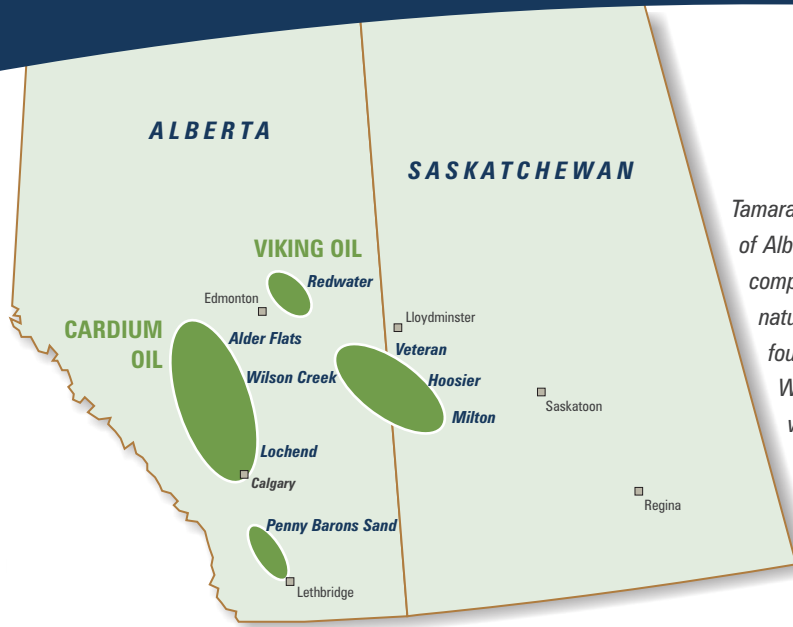 ALBERTA
SASKATCHEWAN
VIKING OIL
Redwater
Edmonton
CARDIUM
OIL
Alder Flats
Wilson Creek
Lochend
Calgary
Lloydminster
Veteran
Hoosier
Milton
Saskatoon
Regina
Penny Barons Sand
Lethbridge
Tamara
of Alb
comp
natu
fou
W